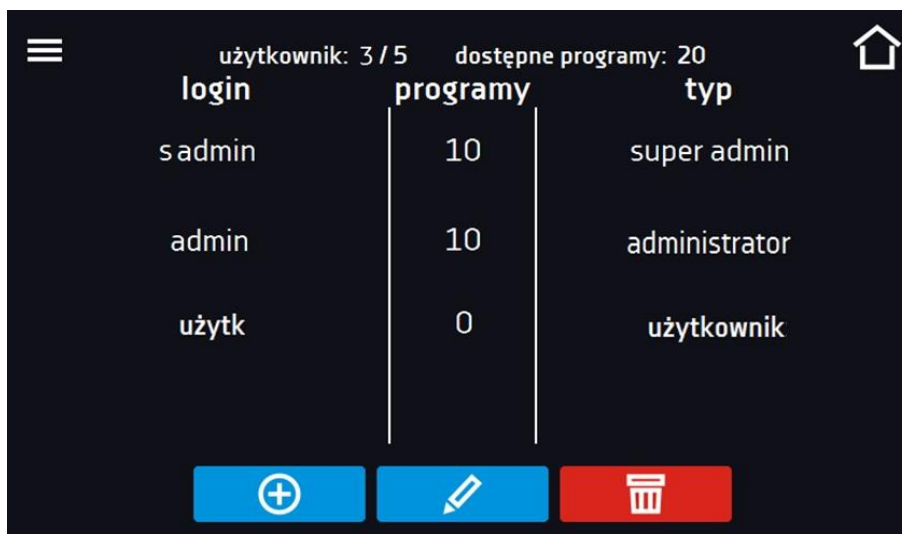 użytkownik: 3 / 5 dostępne programy: 20
login programy typ
s admin 10 super admin
admin 10 administrator
użytk 0 użytkownik